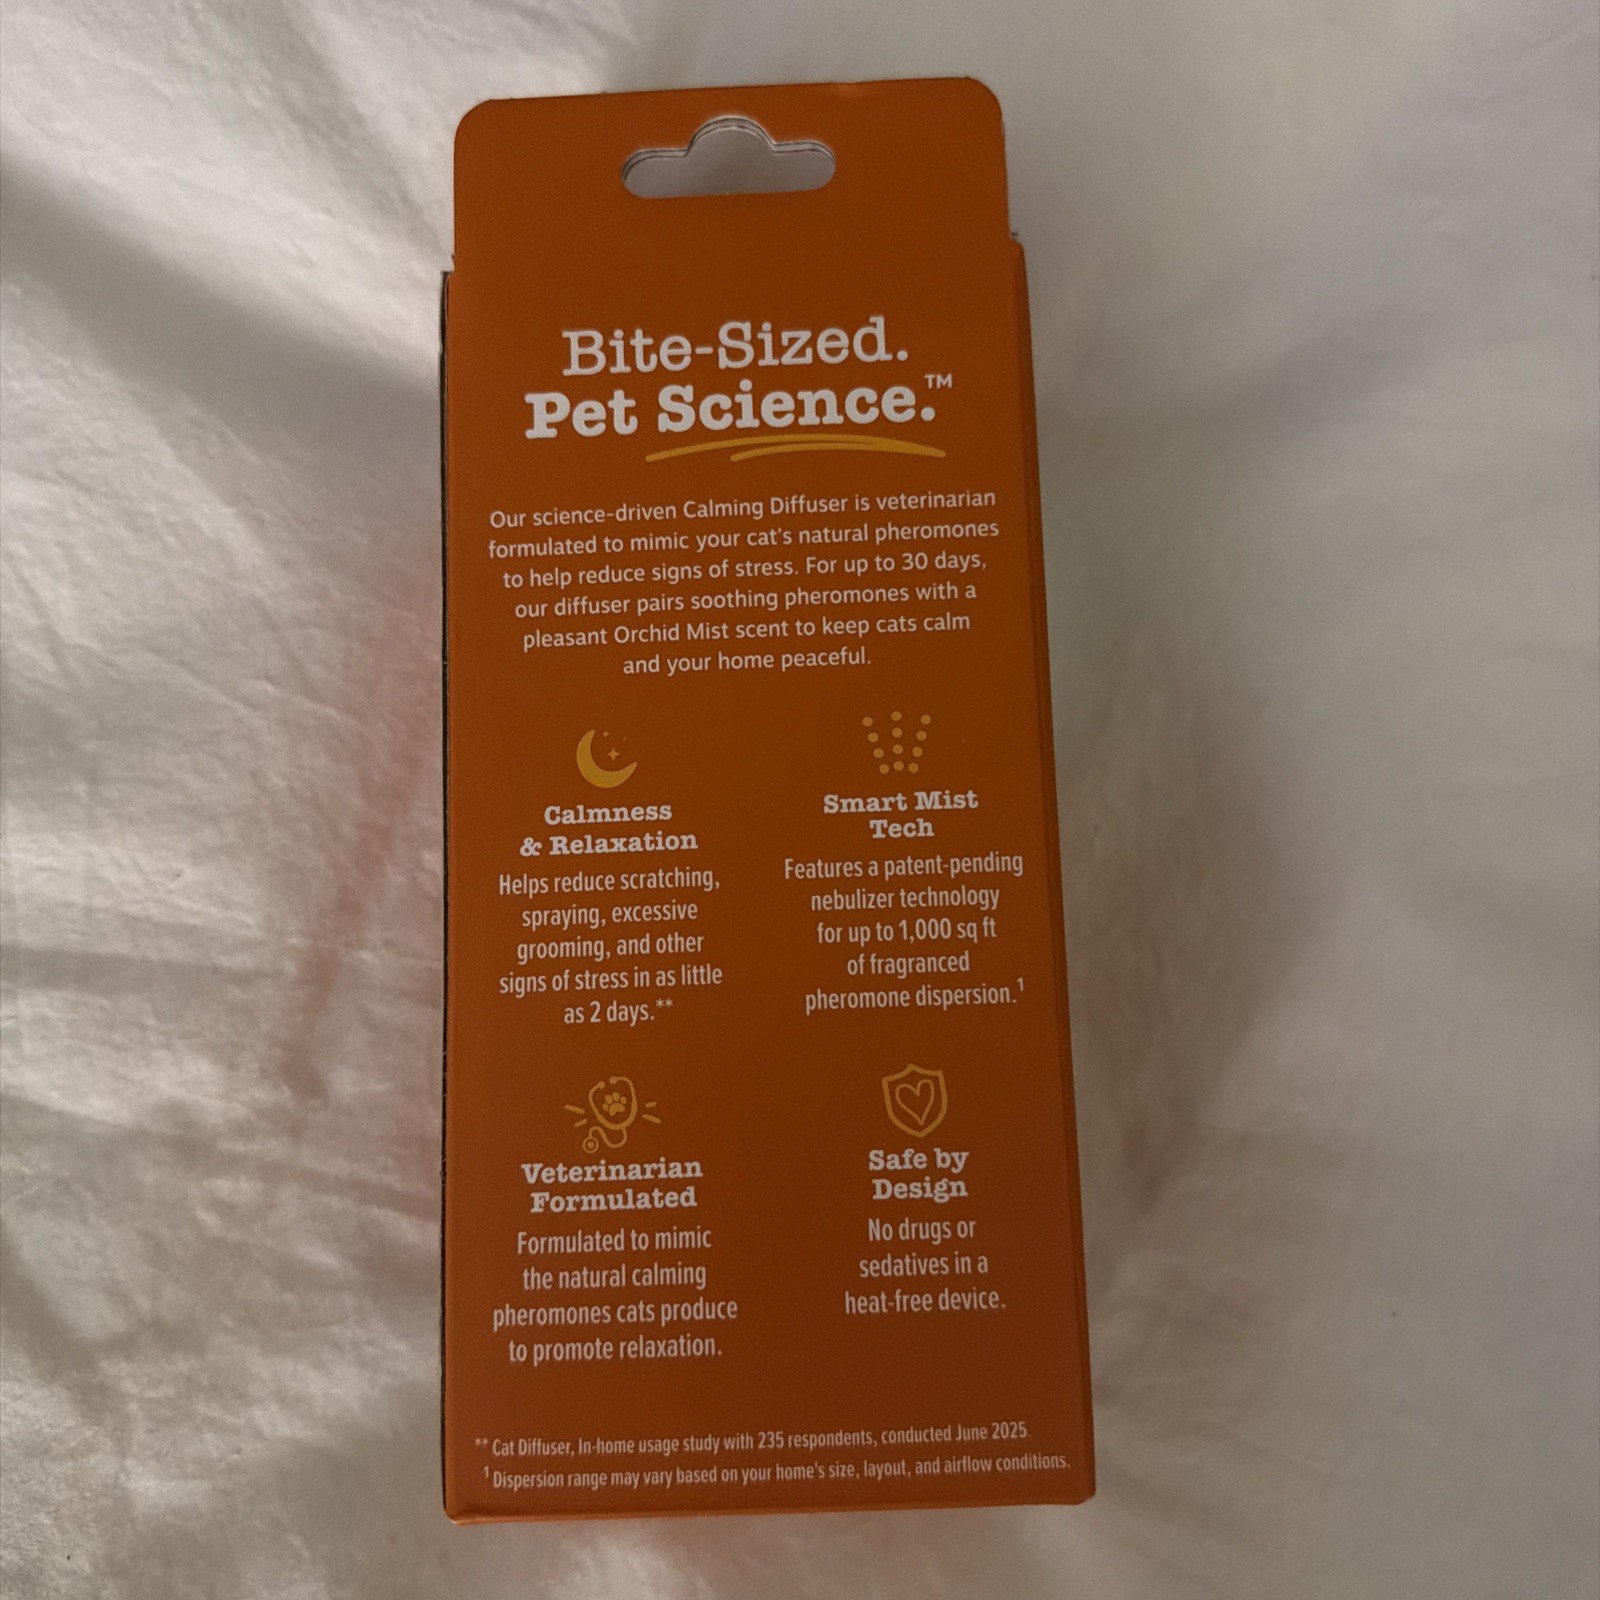 Bite-Sized.
Pet Science.™
Our science-driven Calming Diffuser is veterinarian
formulated to mimic your cat's natural pheromones
to help reduce signs of stress. For up to 30 days,
our diffuser pairs soothing pheromones with a
pleasant Orchid Mist scent to keep cats calm
and your home peaceful.
Calmness
& Relaxation
Helps reduce scratching,
spraying, excessive
grooming, and other
signs of stress in as little
as 2 days.**
Smart Mist
Tech
Features a patent-pending
nebulizer technology
for up to 1,000 sq ft
of fragranced
pheromone dispersion.¹
Veterinarian
Formulated
Formulated to mimic
the natural calming
pheromones cats produce
to promote relaxation.
Safe by
Design
No drugs or
sedatives in a
heat-free device.
** Cat Diffuser, In-home usage study with 235 respondents, conducted June 2025.
¹ Dispersion range may vary based on your home's size, layout, and airflow conditions.